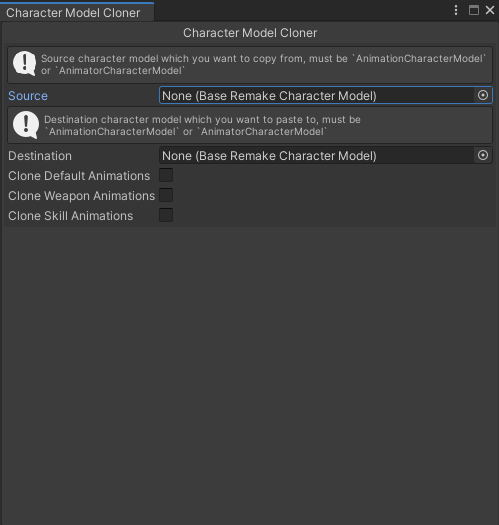 Character Model Cloner
Character Model Cloner
Source character model which you want to copy from, must be `AnimationCharacterModel`
or `AnimatorCharacterModel`
Source None (Base Remake Character Model)
Destination character model which you want to paste to, must be
`AnimationCharacterModel` or `AnimatorCharacterModel`
Destination None (Base Remake Character Model)
Clone Default Animations
Clone Weapon Animations
Clone Skill Animations